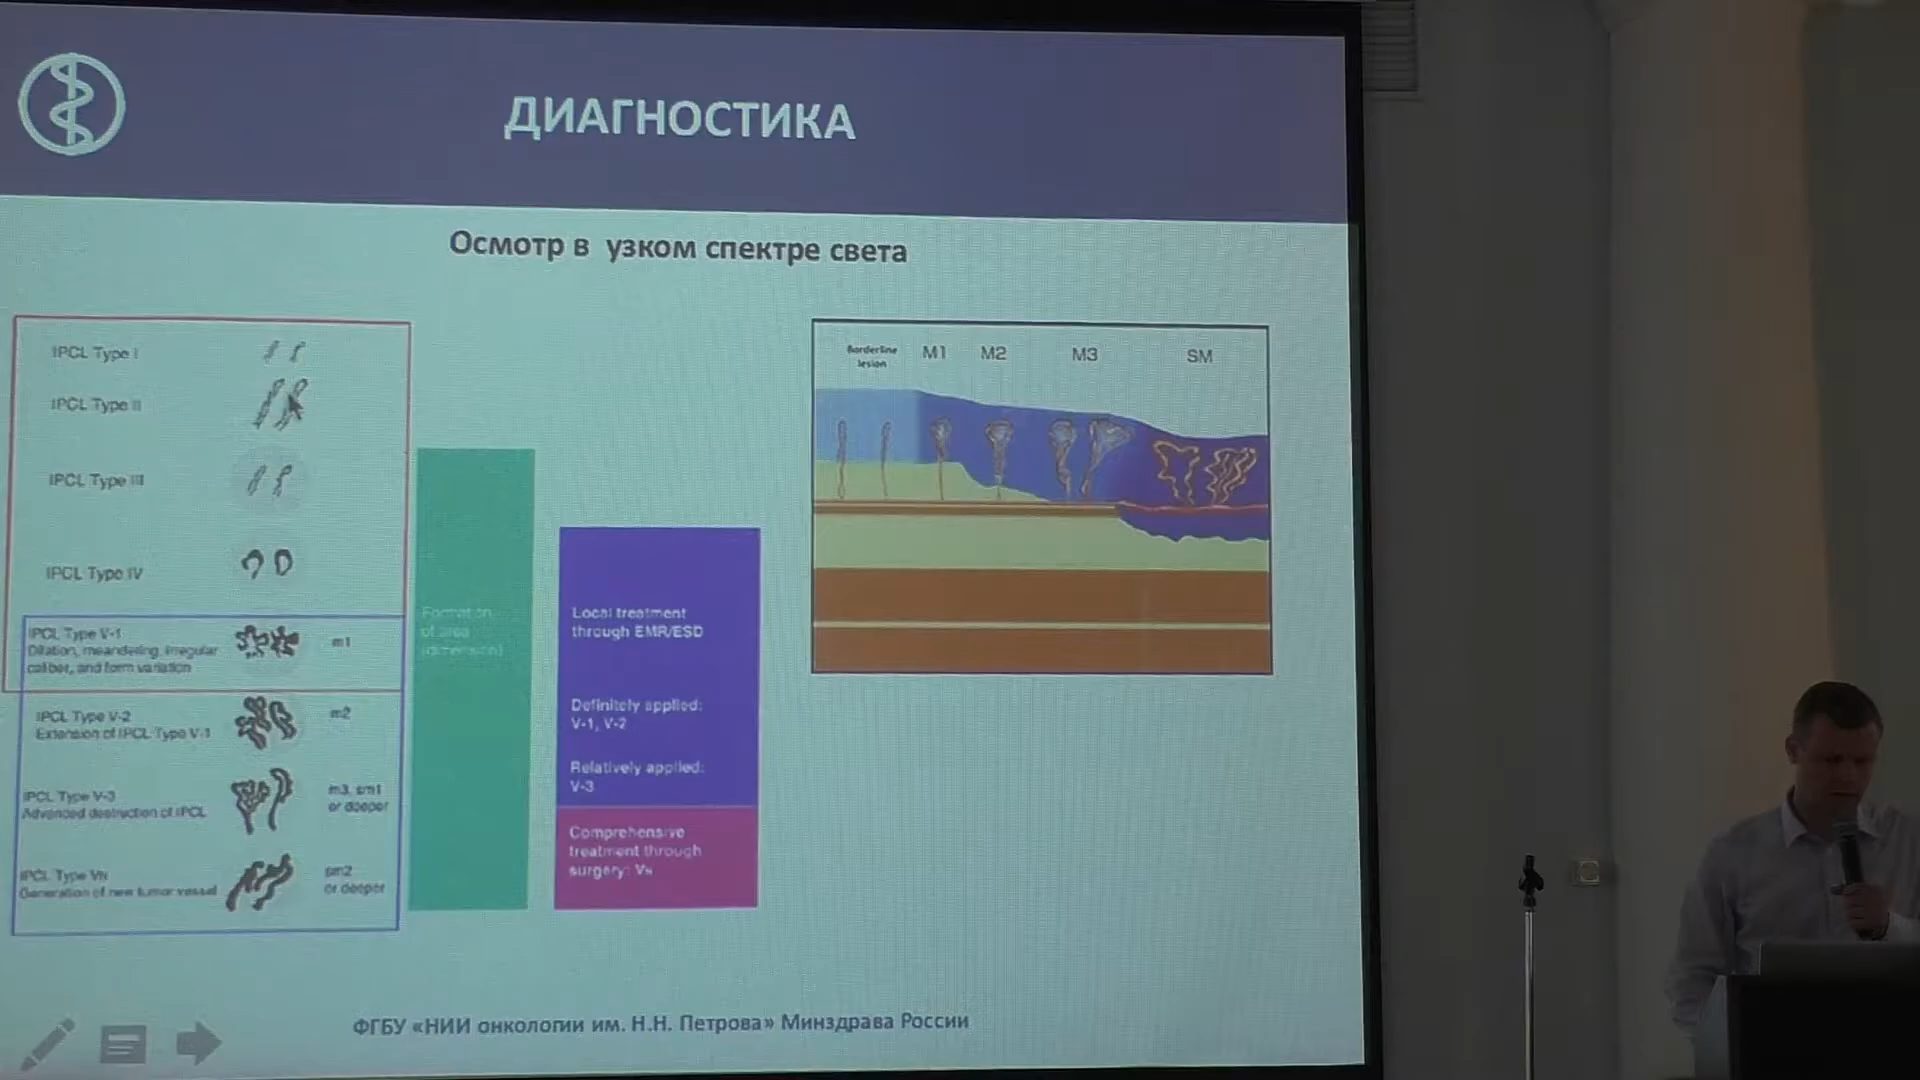 ДИАГНОСТИКА
Осмотр в узком спектре света
IPCL Type I
IPCL Type II
IPCL Type III
IPCL Type IV
IPCL Type V-1
Dilation, meandering, irregular
caliber, and form variation
m1
IPCL Type V-2
Extension of IPCL Type V-1
m2
IPCL Type V-3
Advanced destruction of IPCL
m3, sm1
or deeper
IPCL Type VN
Generation of new tumor vessel
sm2
or deeper
of area
(dimension)
Local treatment
through EMR/ESD
Definitely applied:
V-1, V-2
Relatively applied:
V-3
Comprehensive
treatment through
surgery: VN
Borderline
lesion
M1
M2
M3
SM
ФГБУ «НИИ онкологии им. Н.Н. Петрова» Минздрава России